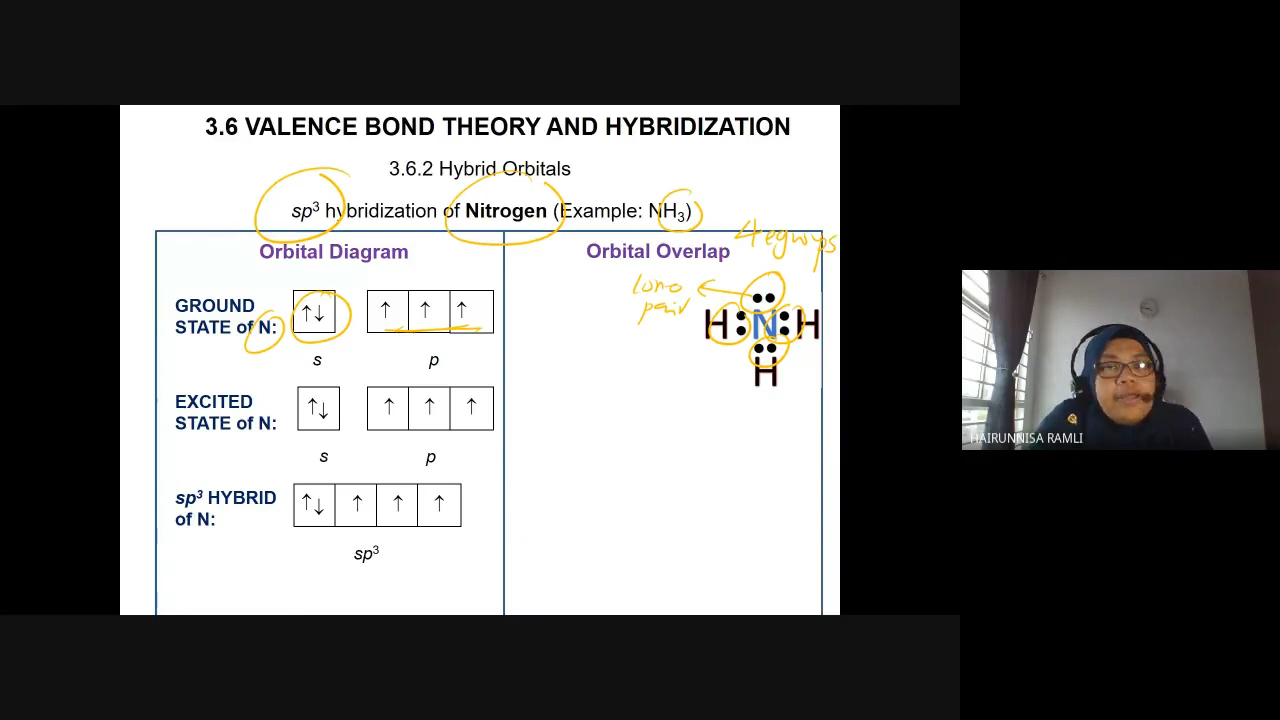 3.6 VALENCE BOND THEORY AND HYBRIDIZATION
3.6.2 Hybrid Orbitals
sp³ hybridization of Nitrogen (Example: NH₃)
Orbital Diagram
GROUND
STATE of N:
↑↓ ↑ ↑ ↑
s p
EXCITED
STATE of N:
↑↓ ↑ ↑ ↑
s p
sp³ HYBRID
of N:
↑↓ ↑ ↑ ↑
sp³
Orbital Overlap
4 egroups
lone
pair
H:N:H
H
HAIRUNNISA RAMLI